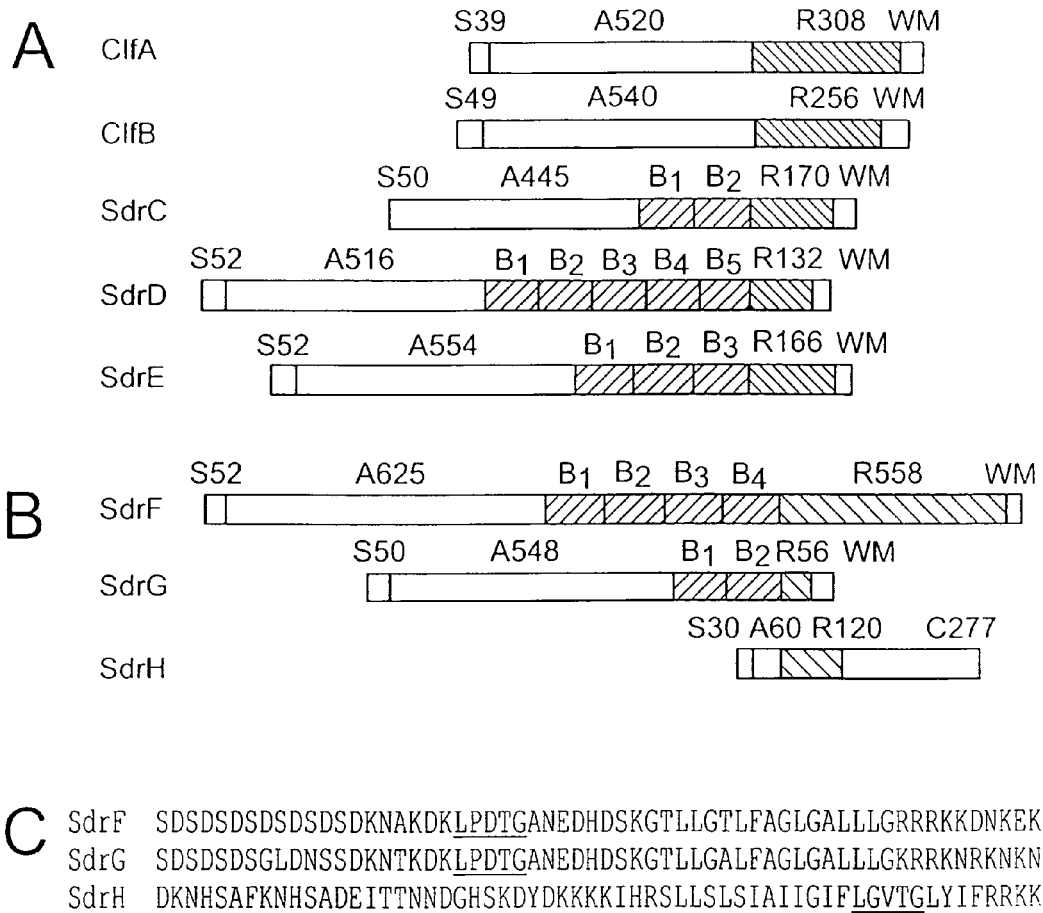 A
S39 A520 R308 WM
ClfA
S49 A540 R256 WM
ClfB
S50 A445 B1 B2 R170 WM
SdrC
S52 A516 B1 B2 B3 B4 B5 R132 WM
SdrD
S52 A554 B1 B2 B3 R166 WM
SdrE
B
S52 A625 B1 B2 B3 B4 R558 WM
SdrF
S50 A548 B1 B2 R56 WM
SdrG
S30 A60 R120 C277
SdrH
C
SdrF SDSDSDSDSDSDSDKNAKDKLPDTGANEDHDSKGTLLGTLFAGLGALLLGRRRKKDNKEK
SdrG SDSDSDSGLDNSSDKNTKDKLPDTGANEDHDSKGTLLGALFAGLGALLLGKRRKNRKNKN
SdrH DKNHSAFKNHSADEITTNNDGHSKDYDKKKKIHRSLLSLSIAIIGIFLGVTGLYIFRRKK